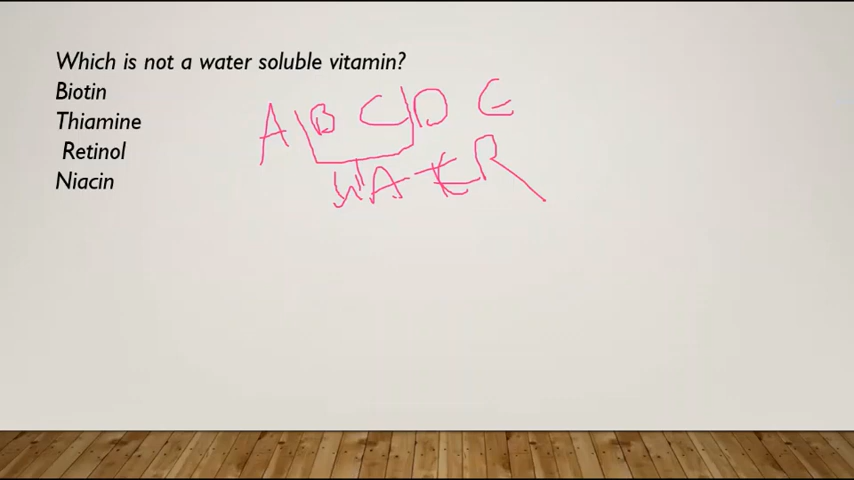 Which is not a water soluble vitamin?
Biotin
Thiamine
Retinol
Niacin
A B C D E
WATER